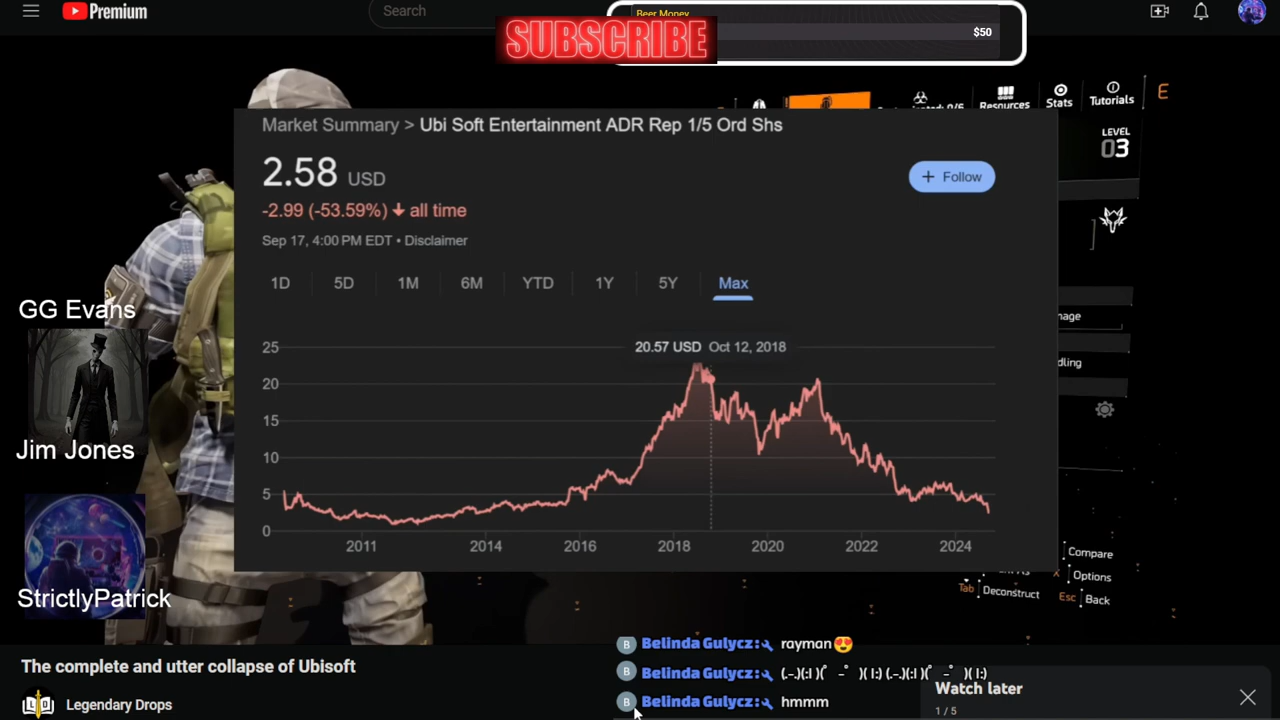 Premium
Search
Beer Money
$50
SUBSCRIBE
Resources
Stats
Tutorials
E
LEVEL
03
Market Summary > Ubi Soft Entertainment ADR Rep 1/5 Ord Shs
2.58 USD
+ Follow
-2.99 (-53.59%) ↓ all time
Sep 17, 4:00 PM EDT • Disclaimer
1D 5D 1M 6M YTD 1Y 5Y Max
20.57 USD Oct 12, 2018
25
20
15
10
5
0
2011 2014 2016 2018 2020 2022 2024
GG Evans
Jim Jones
StrictlyPatrick
Compare
Options
Tab Deconstruct Esc Back
B Belinda Gulycz: rayman😍
B Belinda Gulycz:
B Belinda Gulycz: hmmm
The complete and utter collapse of Ubisoft
Legendary Drops
Watch later
1 / 5